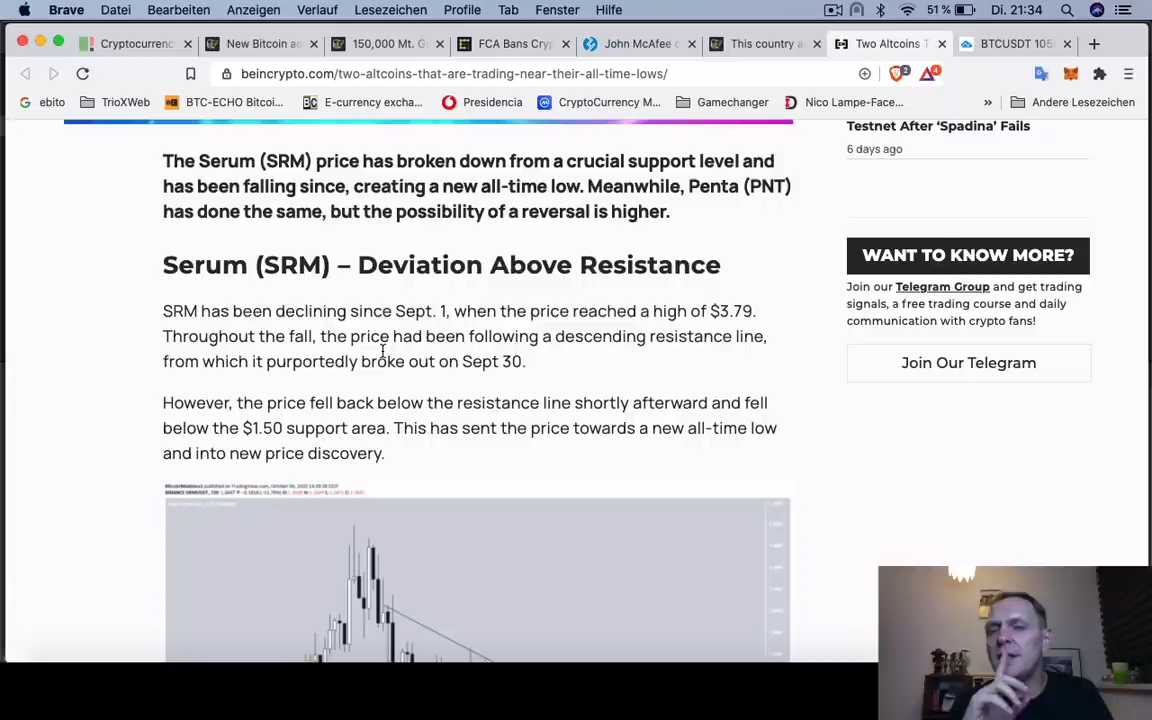 Brave Datei Bearbeiten Anzeigen Verlauf Lesezeichen Profile Tab Fenster Hilfe 51 % Di. 21:34
Cryptocurrenc New Bitcoin a 150,000 Mt. G FCA Bans Cryp John McAfee c This country a Two Altcoins T BTCUSDT 105
beincrypto.com/two-altcoins-that-are-trading-near-their-all-time-lows/ 2 4
ebito TrioXWeb BTC-ECHO Bitcoi... E-currency excha... Presidencia CryptoCurrency M... Gamechanger Nico Lampe-Face... » Andere Lesezeichen
The Serum (SRM) price has broken down from a crucial support level and
has been falling since, creating a new all-time low. Meanwhile, Penta (PNT)
has done the same, but the possibility of a reversal is higher.
Serum (SRM) – Deviation Above Resistance
SRM has been declining since Sept. 1, when the price reached a high of $3.79.
Throughout the fall, the price had been following a descending resistance line,
from which it purportedly broke out on Sept 30.
However, the price fell back below the resistance line shortly afterward and fell
below the $1.50 support area. This has sent the price towards a new all-time low
and into new price discovery.
Testnet After ‘Spadina’ Fails
6 days ago
WANT TO KNOW MORE?
Join our Telegram Group and get trading
signals, a free trading course and daily
communication with crypto fans!
Join Our Telegram